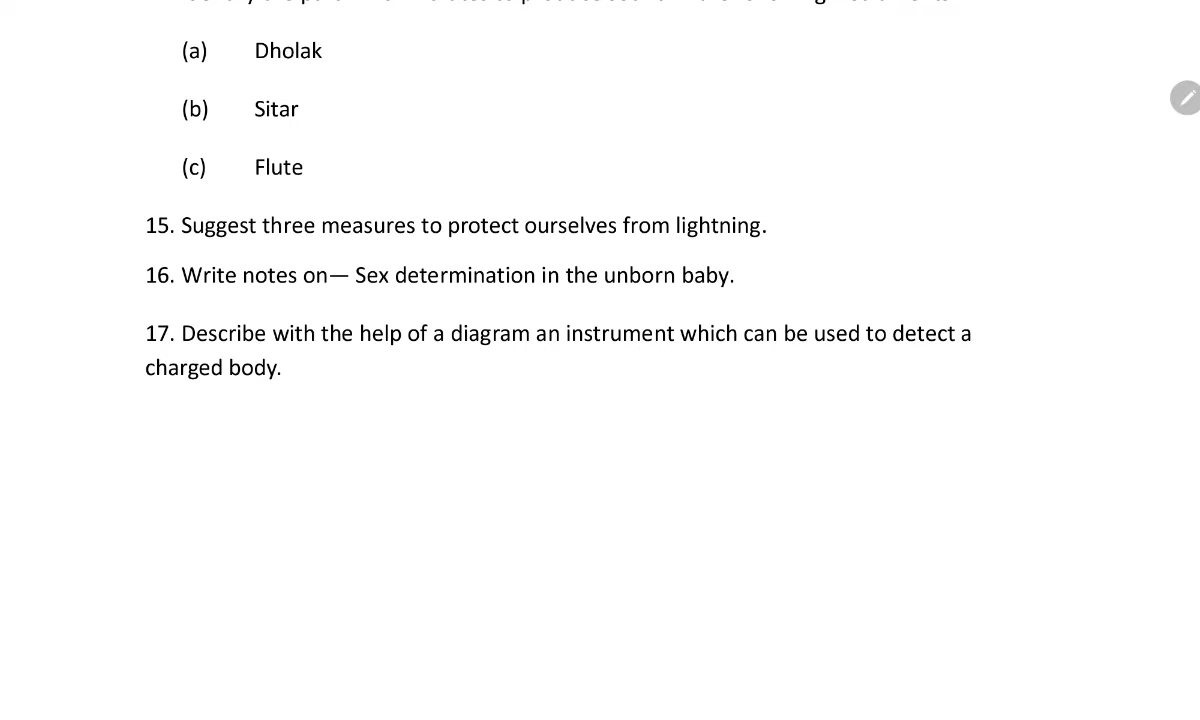 (a) Dholak
(b) Sitar
(c) Flute
15. Suggest three measures to protect ourselves from lightning.
16. Write notes on— Sex determination in the unborn baby.
17. Describe with the help of a diagram an instrument which can be used to detect a
charged body.